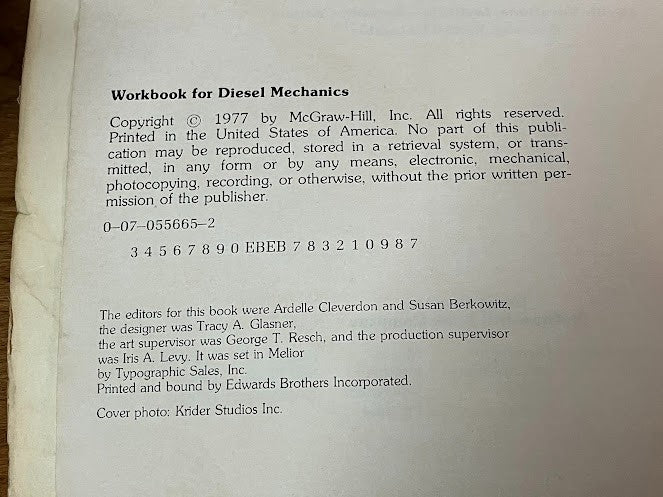 Workbook for Diesel Mechanics
Copyright © 1977 by McGraw-Hill, Inc. All rights reserved.
Printed in the United States of America. No part of this publi-
cation may be reproduced, stored in a retrieval system, or trans-
mitted, in any form or by any means, electronic, mechanical,
photocopying, recording, or otherwise, without the prior written per-
mission of the publisher.
0–07–055665–2
3 4 5 6 7 8 9 0 EBEB 7 8 3 2 1 0 9 8 7
The editors for this book were Ardelle Cleverdon and Susan Berkowitz,
the designer was Tracy A. Glasner,
the art supervisor was George T. Resch, and the production supervisor
was Iris A. Levy. It was set in Melior
by Typographic Sales, Inc.
Printed and bound by Edwards Brothers Incorporated.
Cover photo: Krider Studios Inc.